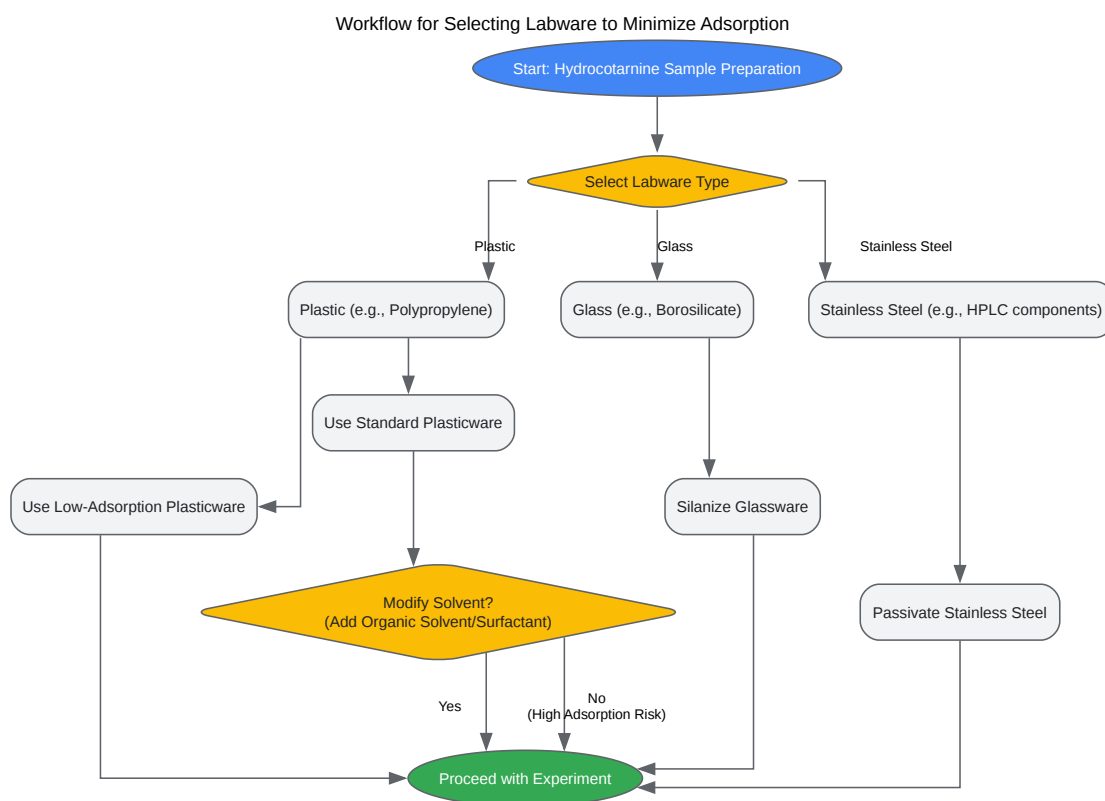 Workflow for Selecting Labware to Minimize Adsorption
Start: Hydrocotarnine Sample Preparation
Select Labware Type
Plastic
Glass
Stainless Steel
Plastic (e.g., Polypropylene)
Glass (e.g., Borosilicate)
Stainless Steel (e.g., HPLC components)
Use Standard Plasticware
Use Low-Adsorption Plasticware
Silanize Glassware
Modify Solvent?
(Add Organic Solvent/Surfactant)
Passivate Stainless Steel
Yes
No
(High Adsorption Risk)
Proceed with Experiment